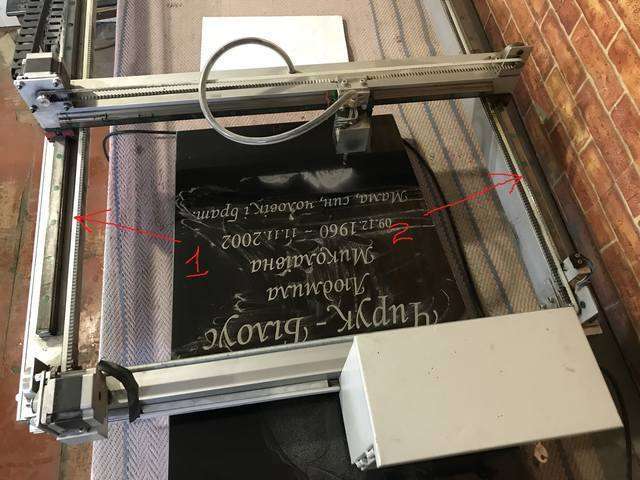 Чирук - Білоус
Людмила
Миколаївна
09.12.1960 - 11.11.2002
Мама, син, чоловік і брат.
1
2